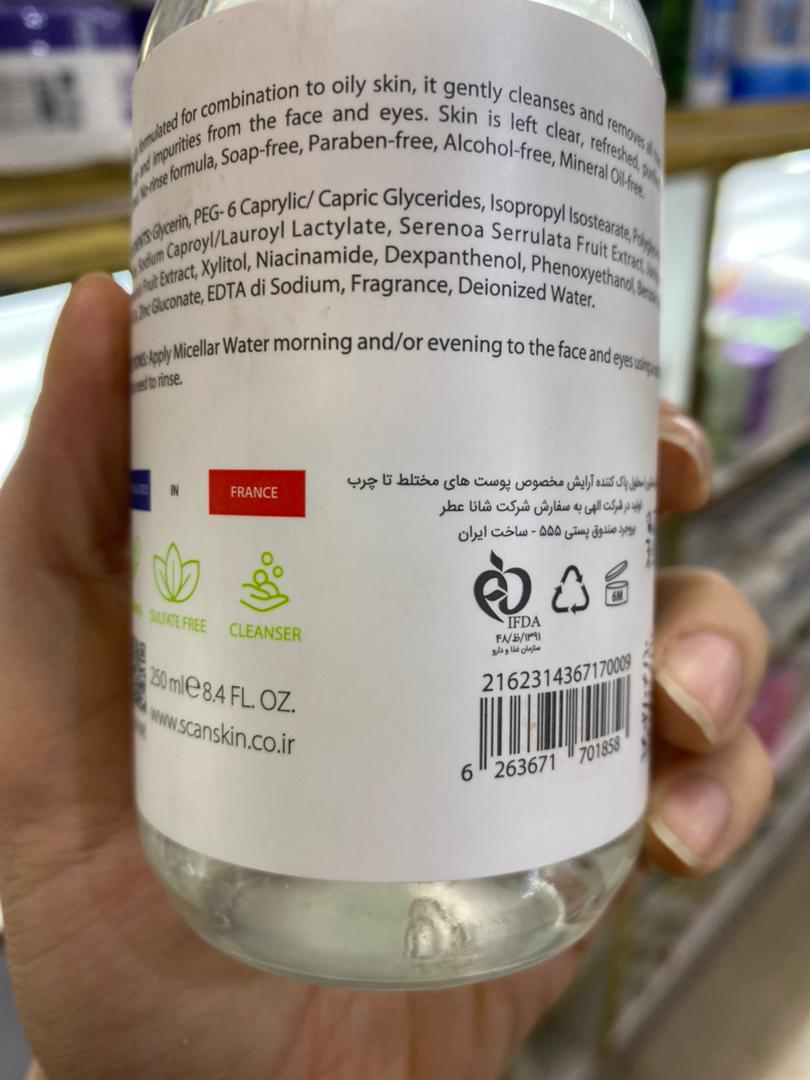 formulated for combination to oily skin, it gently cleanses and removes all
and impurities from the face and eyes. Skin is left clear, refreshed,
No-rinse formula, Soap-free, Paraben-free, Alcohol-free, Mineral Oil-free.
Glycerin, PEG- 6 Caprylic/ Capric Glycerides, Isopropyl Isostearate,
Sodium Caproyl/Lauroyl Lactylate, Serenoa Serrulata Fruit Extract,
Fruit Extract, Xylitol, Niacinamide, Dexpanthenol, Phenoxyethanol,
Zinc Gluconate, EDTA di Sodium, Fragrance, Deionized Water.
Apply Micellar Water morning and/or evening to the face and eyes using
need to rinse.
IN FRANCE
محلول پاک کننده آرایش مخصوص پوست های مختلط تا چرب
تولید در شرکت الهی به سفارش شرکت شانا عطر
بروجرد صندوق پستی ۵۵۵ - ساخت ایران
SULFATE FREE
CLEANSER
6M
IFDA
۴۸/ظ/۱۳۹۱
سازمان غذا و دارو
250 ml e 8.4 FL. OZ.
www.scanskin.co.ir
2162314367170009
6 263671 701858